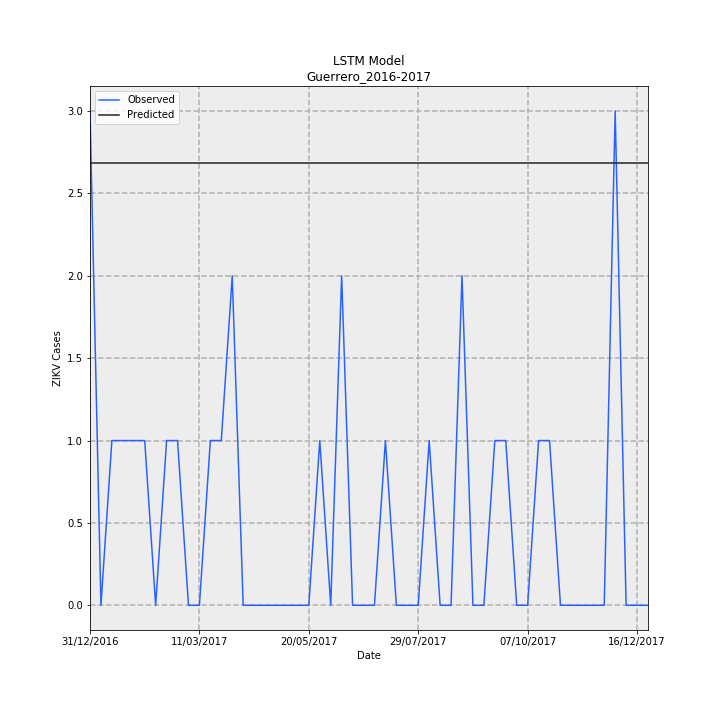 LSTM Model
Guerrero_2016-2017
Observed
Predicted
3.0
2.5
2.0
1.5
1.0
0.5
0.0
ZIKV Cases
31/12/2016 11/03/2017 20/05/2017 29/07/2017 07/10/2017 16/12/2017
Date